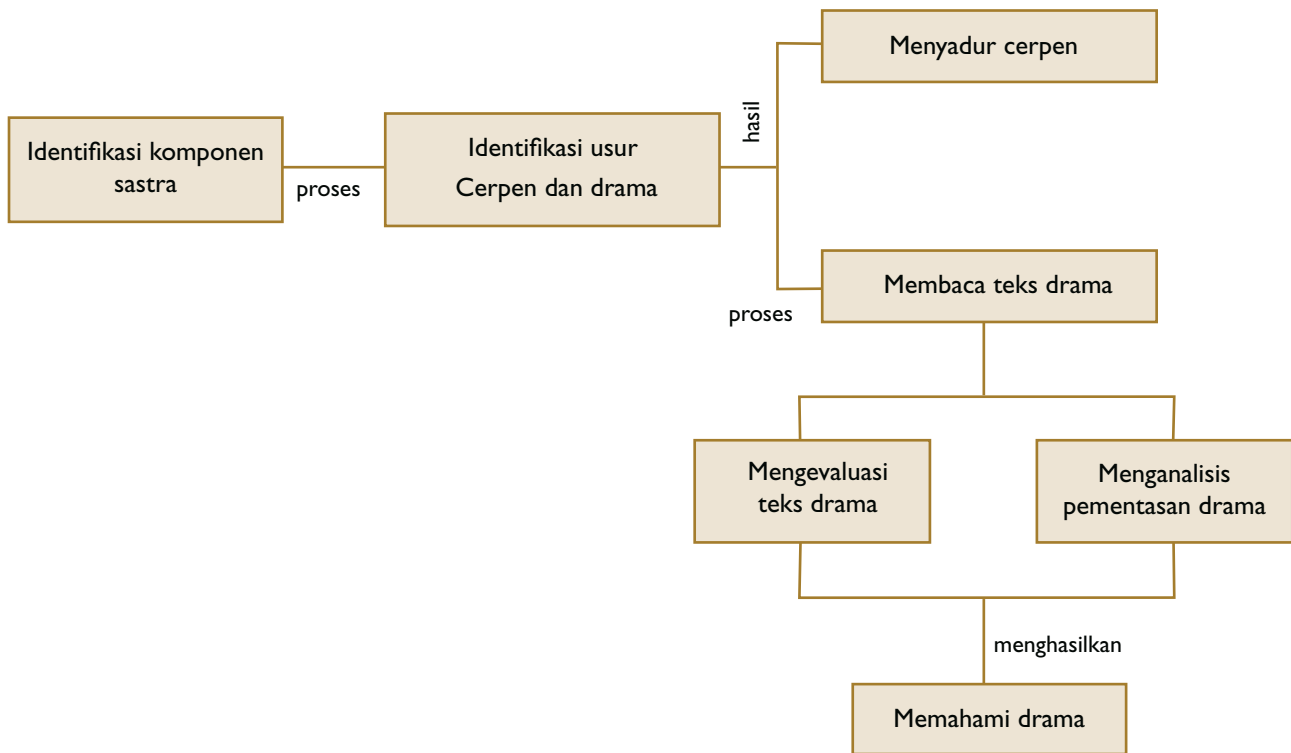 Menyadur cerpen
hasil
Identifikasi komponen
sastra
proses
Identifikasi usur
Cerpen dan drama
Membaca teks drama
proses
Mengevaluasi
teks drama
Menganalisis
pementasan drama
menghasilkan
Memahami drama